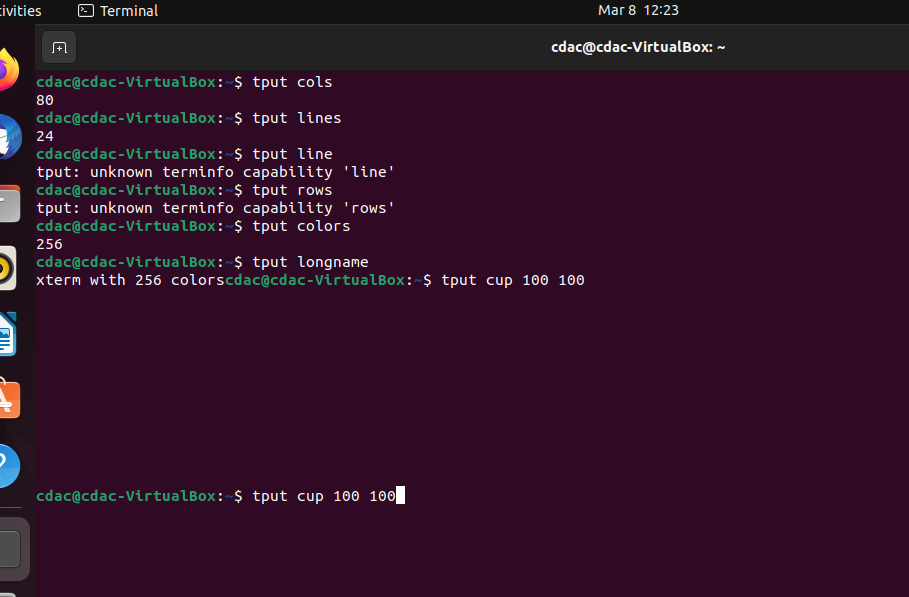 ivities
Terminal
Mar 8 12:23
cdac@cdac-VirtualBox: ~
cdac@cdac-VirtualBox:~$ tput cols
80
cdac@cdac-VirtualBox:~$ tput lines
24
cdac@cdac-VirtualBox:~$ tput line
tput: unknown terminfo capability 'line'
cdac@cdac-VirtualBox:~$ tput rows
tput: unknown terminfo capability 'rows'
cdac@cdac-VirtualBox:~$ tput colors
256
cdac@cdac-VirtualBox:~$ tput longname
xterm with 256 colorscdac@cdac-VirtualBox:~$ tput cup 100 100
cdac@cdac-VirtualBox:~$ tput cup 100 100